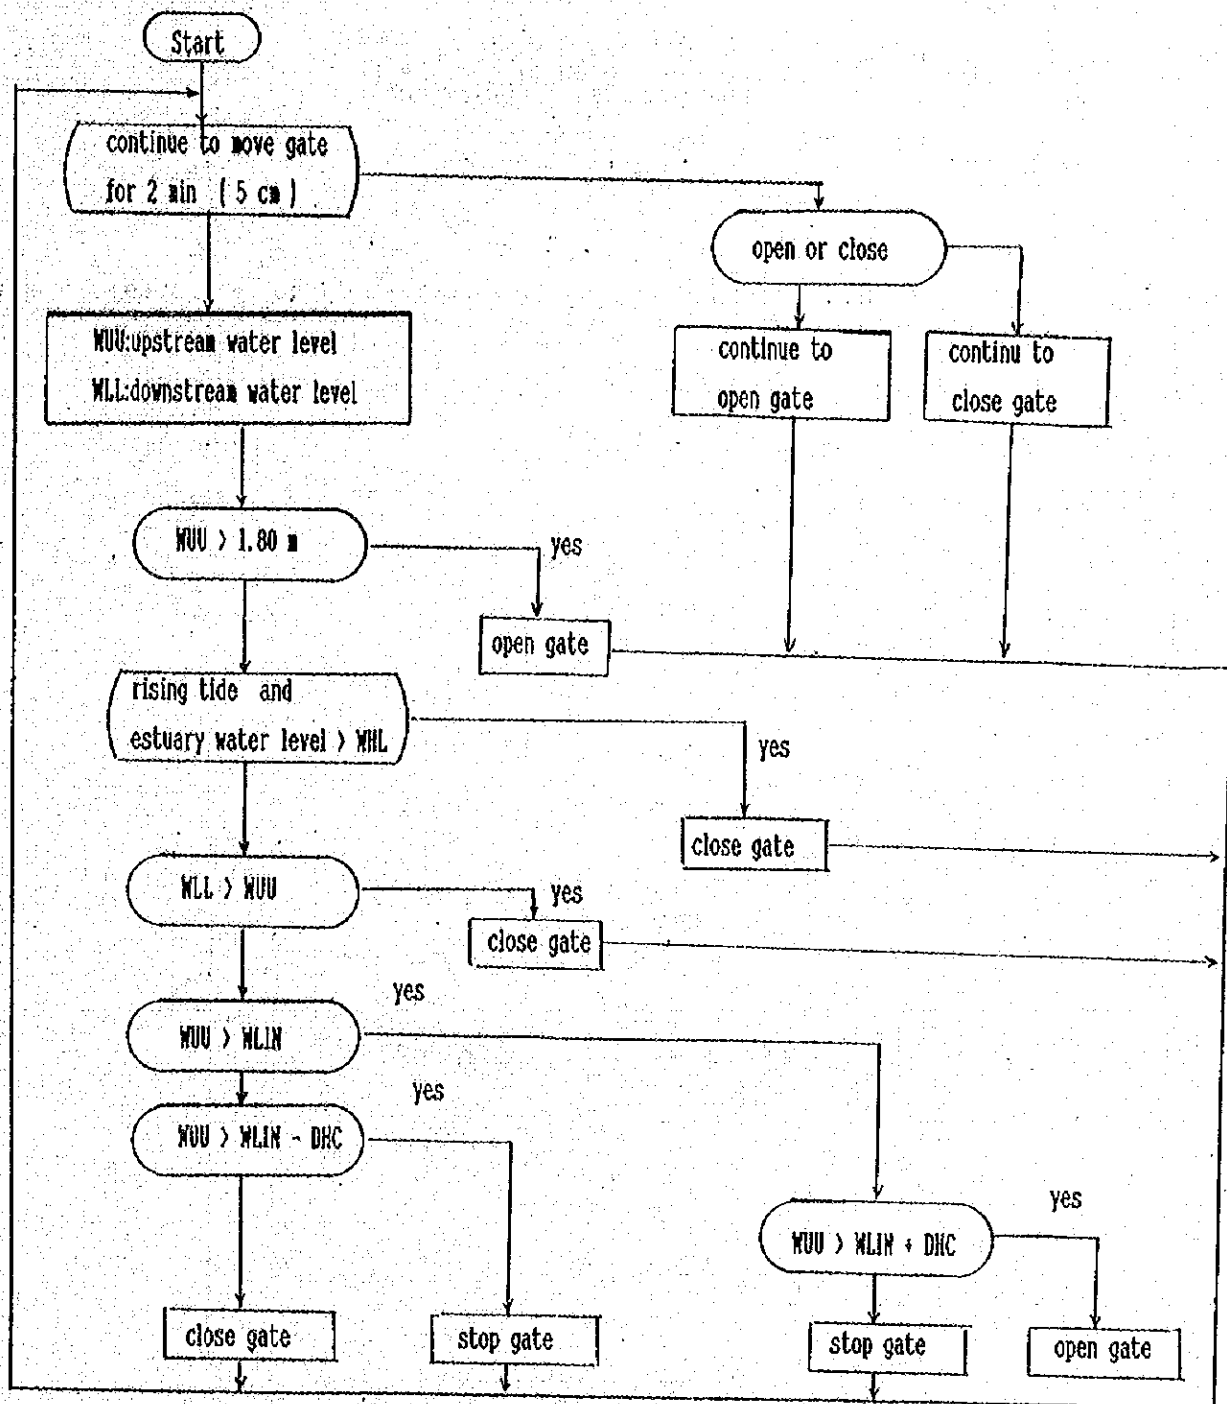 Start
continue to move gate
for 2 min ( 5 cm )
open or close
WUU:upstream water level
WLL:downstream water level
continue to
open gate
continu to
close gate
WUU > 1.80 m
yes
open gate
rising tide and
estuary water level > WHL
yes
close gate
WLL > WUU
yes
close gate
yes
WUU > WLIN
yes
WUU > WLIN - DHC
yes
WUU > WLIN + DHC
close gate
stop gate
stop gate
open gate